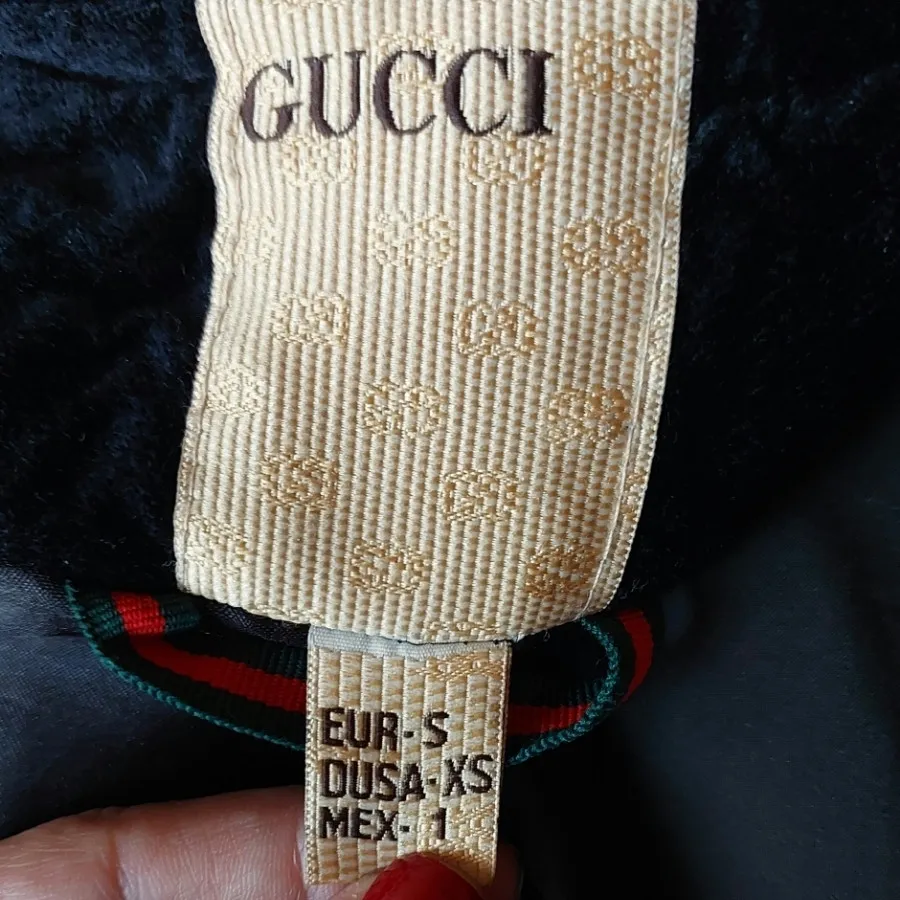 GUCCI
EUR- S
DUSA-XS
MEX- 1